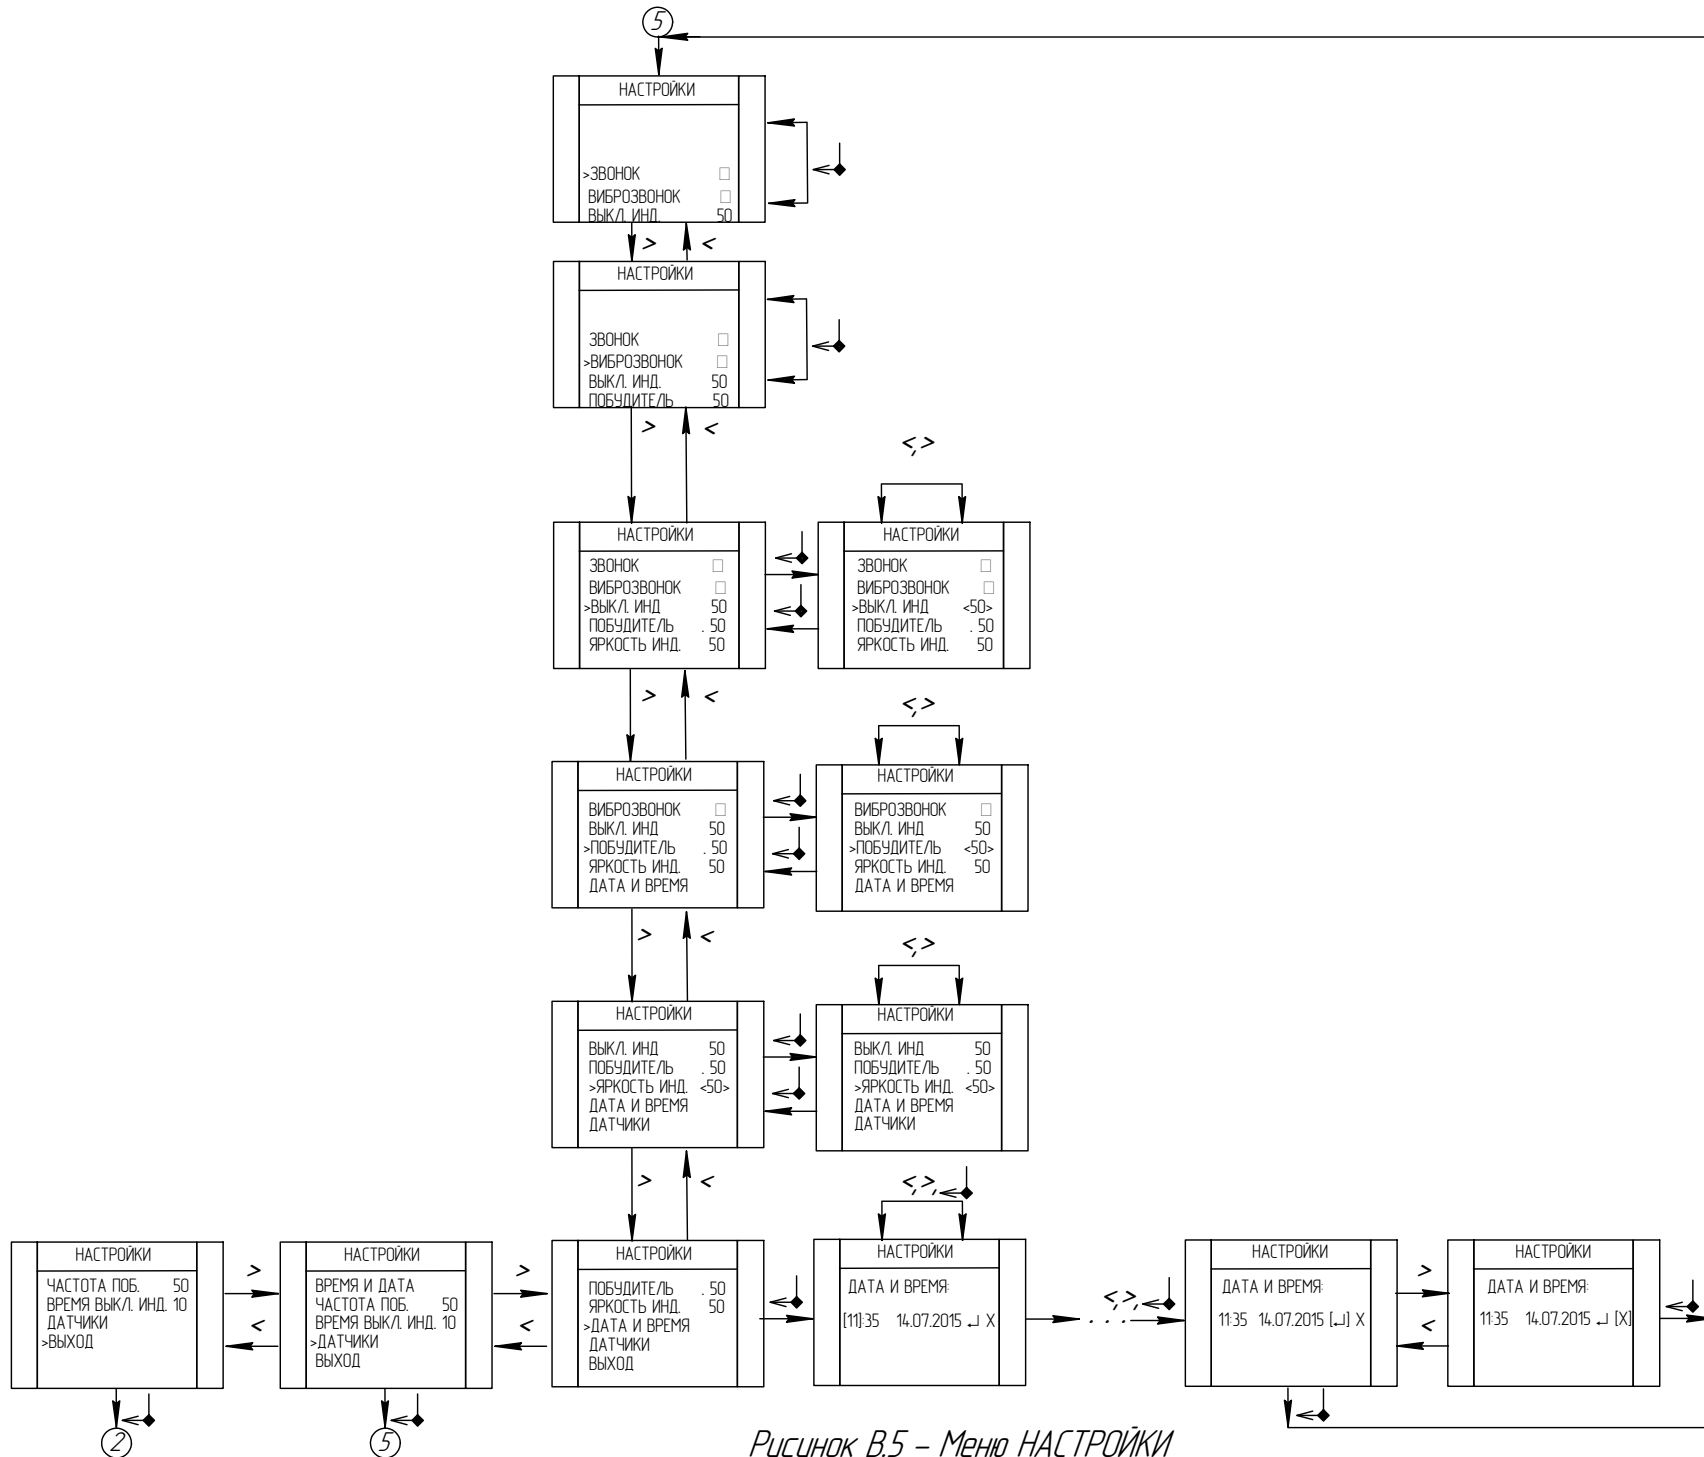 5
НАСТРОЙКИ
>ЗВОНОК □
ВИБРОЗВОНОК □
ВЫКЛ. ИНД. 50
> <
НАСТРОЙКИ
ЗВОНОК □
>ВИБРОЗВОНОК □
ВЫКЛ. ИНД. 50
ПОБУДИТЕЛЬ 50
> <
<,>
НАСТРОЙКИ
ЗВОНОК □
ВИБРОЗВОНОК □
>ВЫКЛ. ИНД 50
ПОБУДИТЕЛЬ . 50
ЯРКОСТЬ ИНД. 50
НАСТРОЙКИ
ЗВОНОК □
ВИБРОЗВОНОК □
>ВЫКЛ. ИНД <50>
ПОБУДИТЕЛЬ . 50
ЯРКОСТЬ ИНД. 50
> <
<,>
НАСТРОЙКИ
ВИБРОЗВОНОК □
ВЫКЛ. ИНД 50
>ПОБУДИТЕЛЬ . 50
ЯРКОСТЬ ИНД. 50
ДАТА И ВРЕМЯ
НАСТРОЙКИ
ВИБРОЗВОНОК □
ВЫКЛ. ИНД 50
>ПОБУДИТЕЛЬ <50>
ЯРКОСТЬ ИНД. 50
ДАТА И ВРЕМЯ
> <
<,>
НАСТРОЙКИ
ВЫКЛ. ИНД 50
ПОБУДИТЕЛЬ . 50
>ЯРКОСТЬ ИНД. <50>
ДАТА И ВРЕМЯ
ДАТЧИКИ
НАСТРОЙКИ
ВЫКЛ. ИНД 50
ПОБУДИТЕЛЬ . 50
>ЯРКОСТЬ ИНД. <50>
ДАТА И ВРЕМЯ
ДАТЧИКИ
> <
<,>,
НАСТРОЙКИ
ЧАСТОТА ПОБ. 50
ВРЕМЯ ВЫКЛ. ИНД. 10
ДАТЧИКИ
>ВЫХОД
>
<
НАСТРОЙКИ
ВРЕМЯ И ДАТА
ЧАСТОТА ПОБ. 50
ВРЕМЯ ВЫКЛ. ИНД. 10
>ДАТЧИКИ
ВЫХОД
>
<
НАСТРОЙКИ
ПОБУДИТЕЛЬ . 50
ЯРКОСТЬ ИНД. 50
>ДАТА И ВРЕМЯ
ДАТЧИКИ
ВЫХОД
НАСТРОЙКИ
ДАТА И ВРЕМЯ:
[11]:35 14.07.2015 ↵ X
<,>,
. . .
НАСТРОЙКИ
ДАТА И ВРЕМЯ:
11:35 14.07.2015 [↵] X
>
<
НАСТРОЙКИ
ДАТА И ВРЕМЯ:
11:35 14.07.2015 ↵ [X]
2
5
Рисунок В.5 – Меню НАСТРОЙКИ